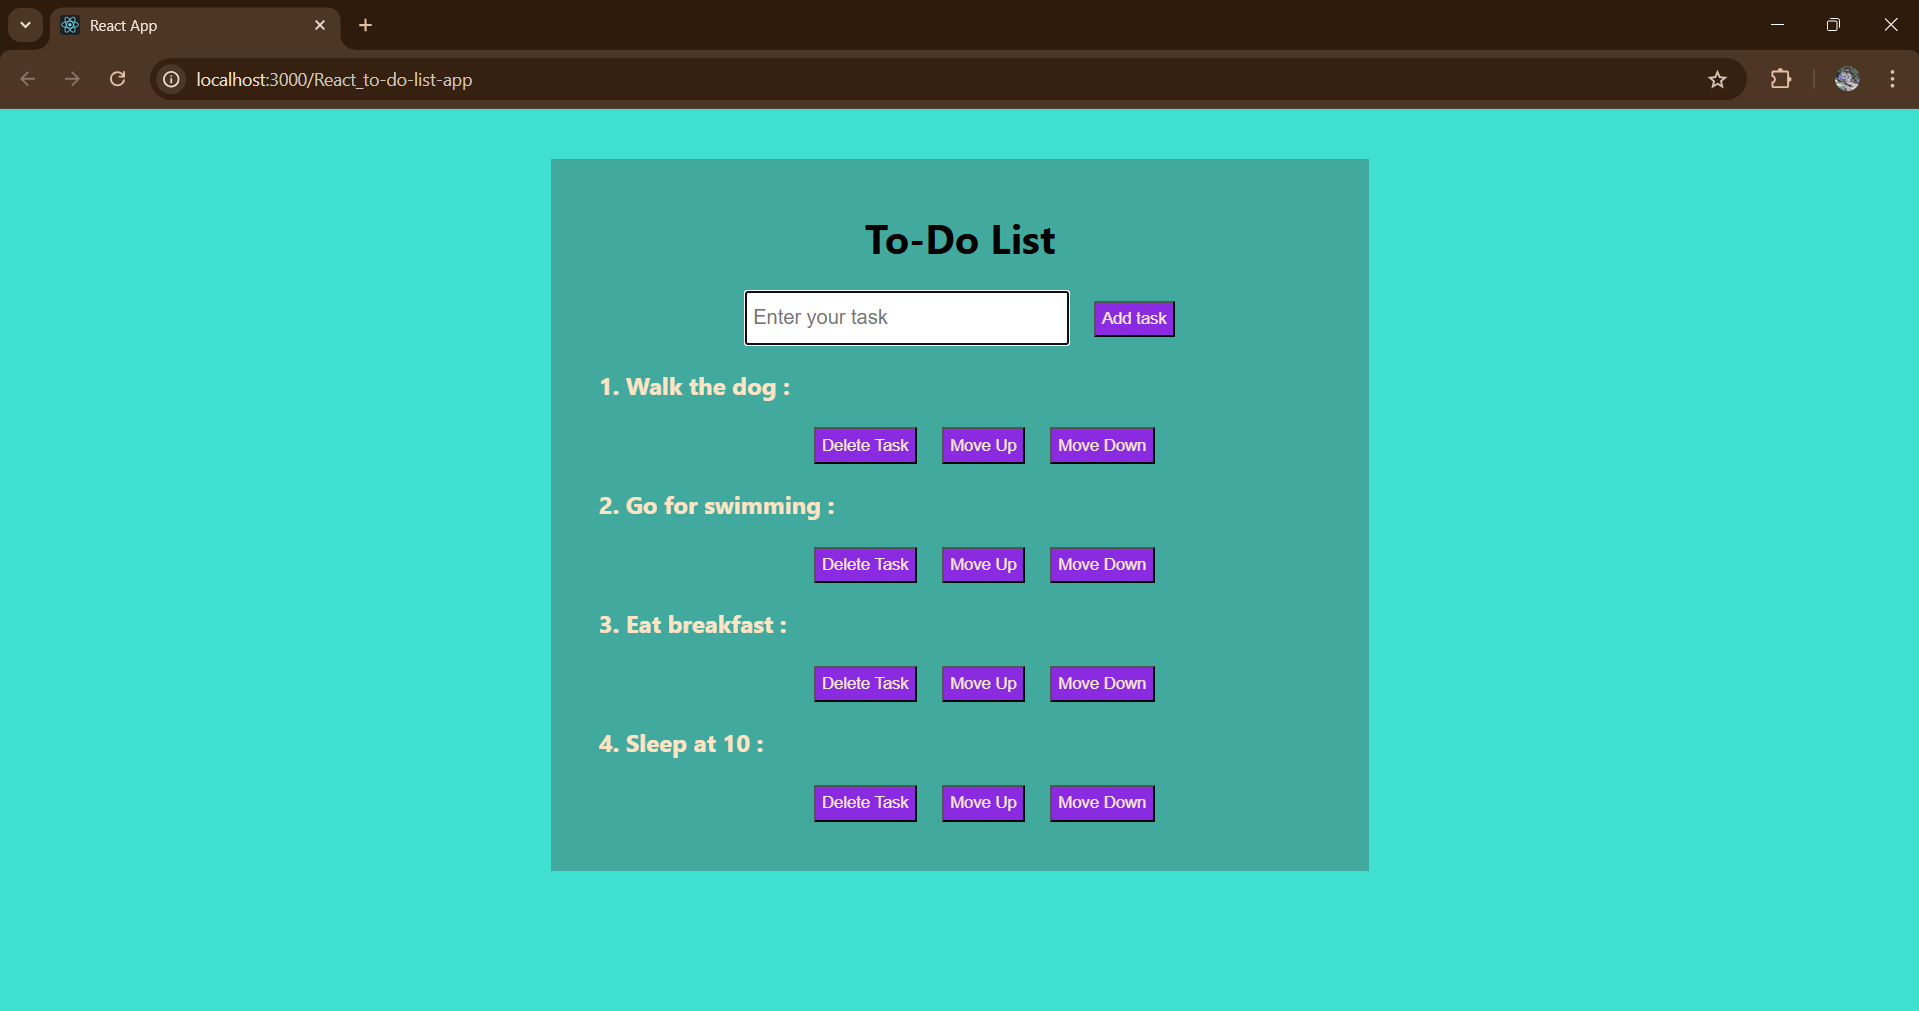 React App
localhost:3000/React_to-do-list-app
To-Do List
Enter your task Add task
1. Walk the dog :
Delete Task Move Up Move Down
2. Go for swimming :
Delete Task Move Up Move Down
3. Eat breakfast :
Delete Task Move Up Move Down
4. Sleep at 10 :
Delete Task Move Up Move Down